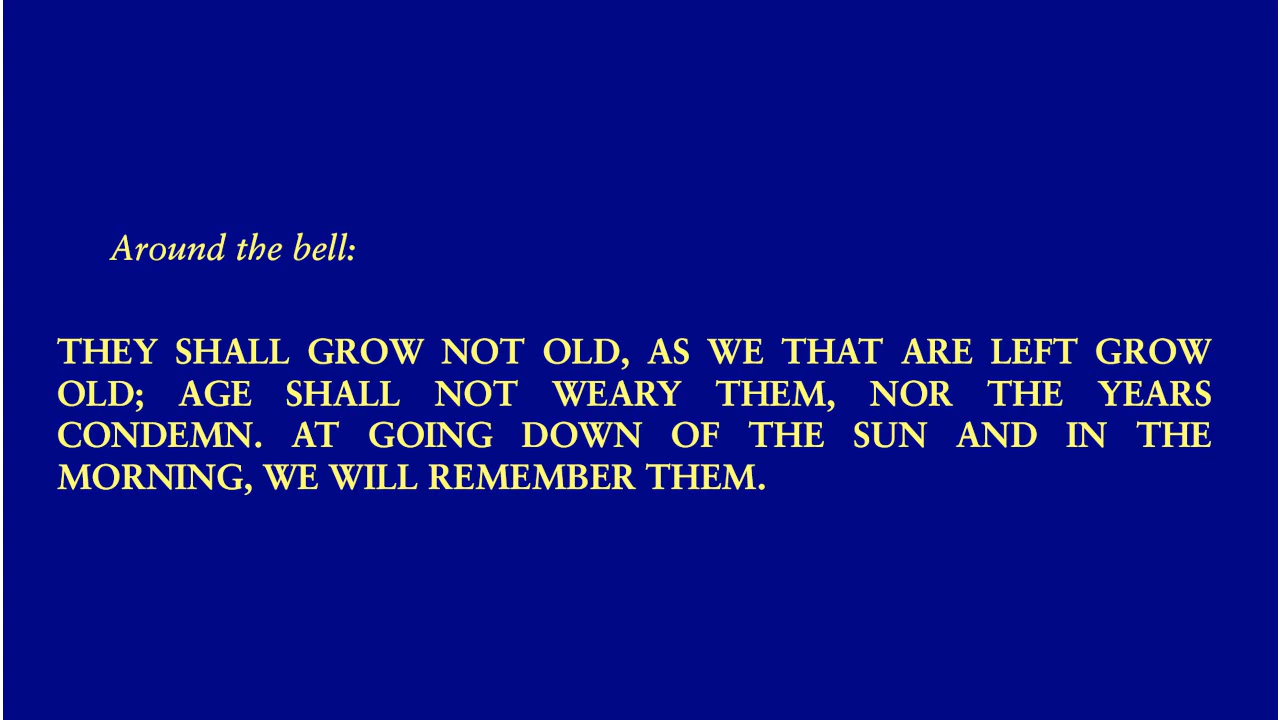 Around the bell:
THEY SHALL GROW NOT OLD, AS WE THAT ARE LEFT GROW
OLD; AGE SHALL NOT WEARY THEM, NOR THE YEARS
CONDEMN. AT GOING DOWN OF THE SUN AND IN THE
MORNING, WE WILL REMEMBER THEM.